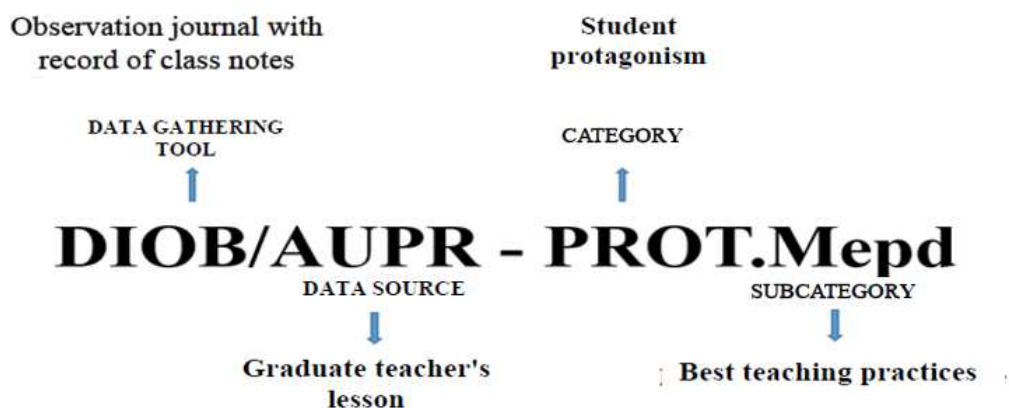 Observation journal with
record of class notes
Student
protagonism
DATA GATHERING
TOOL
CATEGORY
DIOB/AUPR - PROT.Mepd
DATA SOURCE
SUBCATEGORY
Graduate teacher's
lesson
Best teaching practices